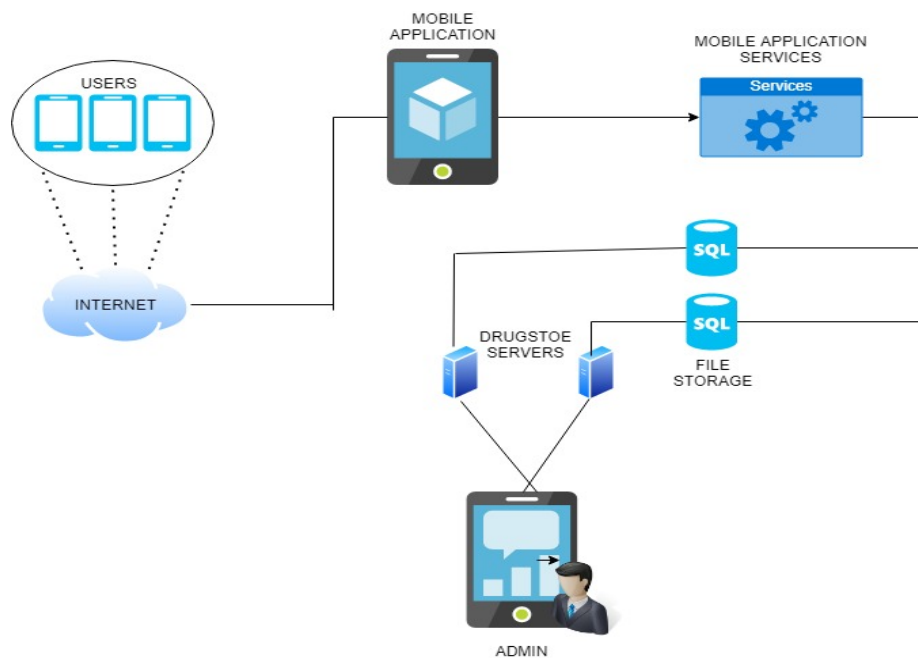 MOBILE
APPLICATION
MOBILE APPLICATION
SERVICES
USERS
Services
SQL
INTERNET
SQL
DRUGSTOE
SERVERS
FILE
STORAGE
ADMIN